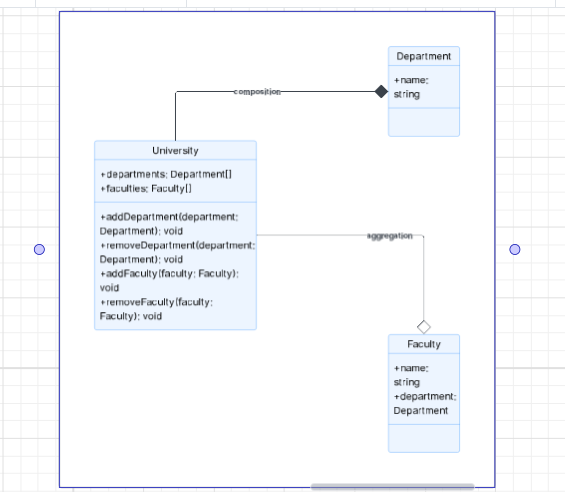 Department
+name:
string
composition
University
+departments: Department[]
+faculties: Faculty[]
+addDepartment(department:
Department): void
+removeDepartment(department:
Department): void
+addFaculty(faculty: Faculty):
void
+removeFaculty(faculty:
Faculty): void
aggregation
Faculty
+name:
string
+department:
Department